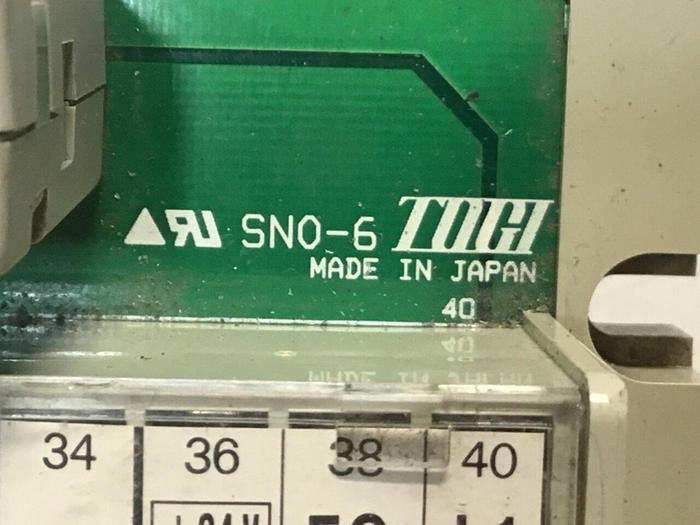 SNO-6 TOGI
MADE IN JAPAN
40
34 36 38 40